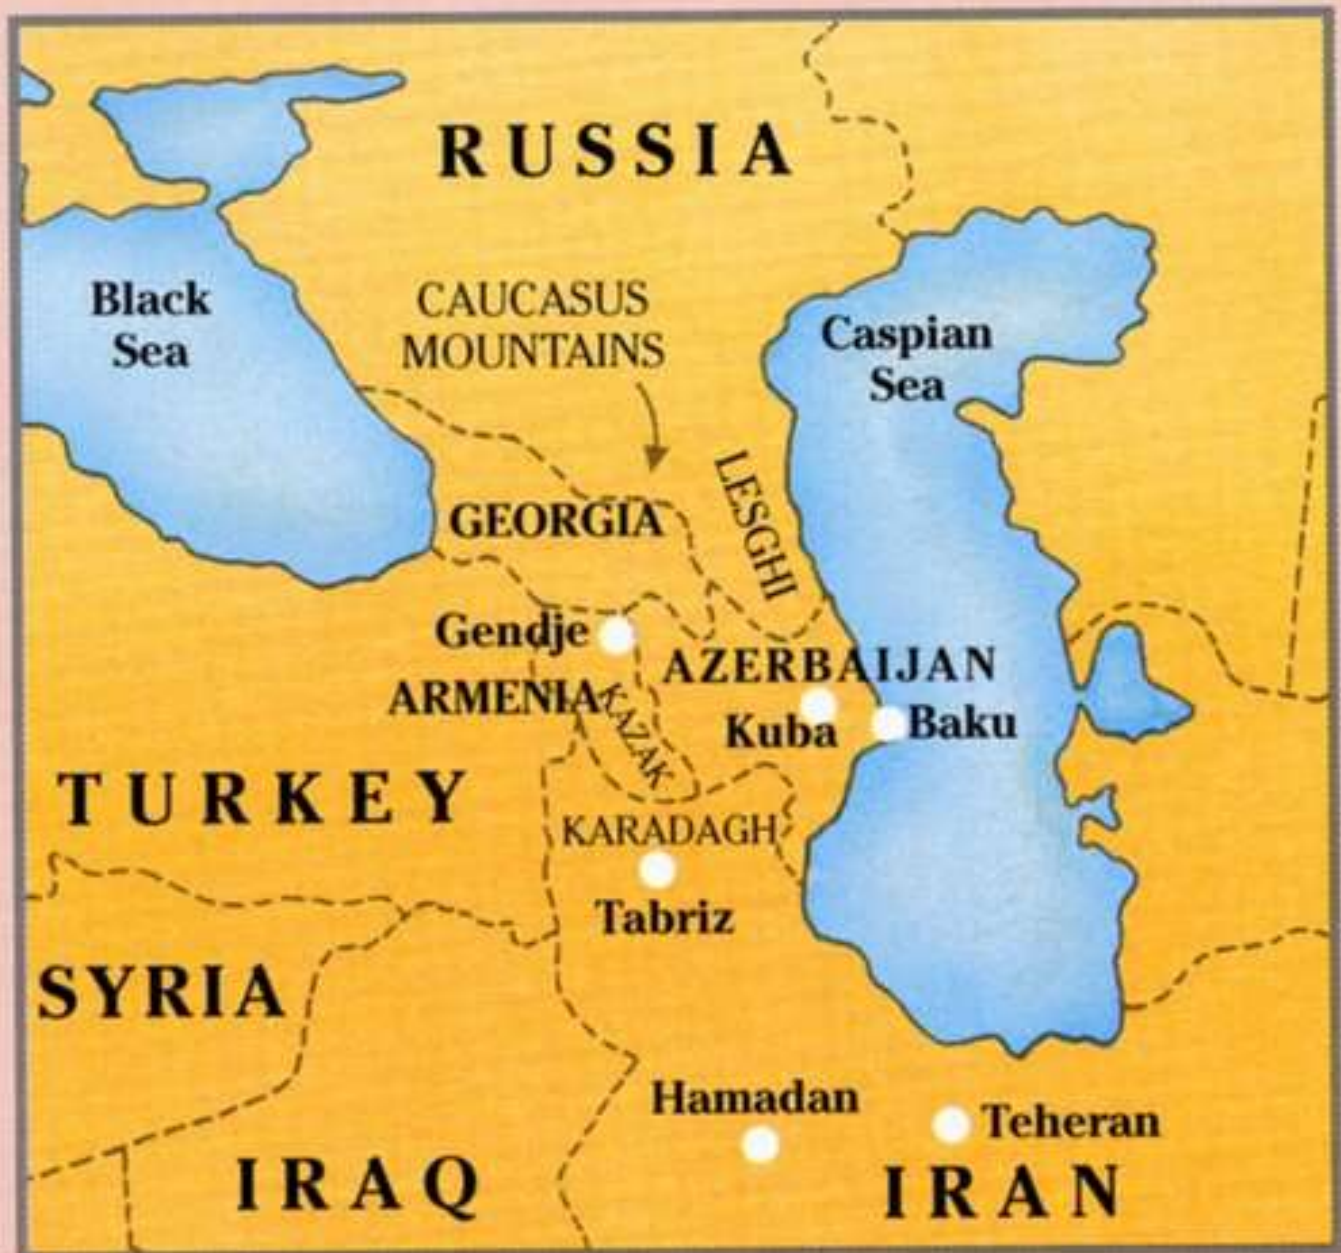 RUSSIA
Black
Sea
CAUCASUS
MOUNTAINS
Caspian
Sea
LESGHI
GEORGIA
Gendje
AZERBAIJAN
ARMENIA
KAZAK
Kuba
Baku
TURKEY
KARADAGH
Tabriz
SYRIA
Hamadan
Teheran
IRAQ
IRAN